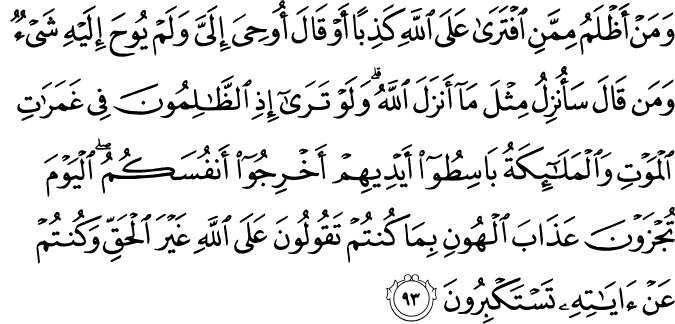 وَمَنْ أَظْلَمُ مِمَّنِ ٱفْتَرَىٰ عَلَى ٱللَّهِ كَذِبًا أَوْ قَالَ أُوحِىَ إِلَىَّ وَلَمْ يُوحَ إِلَيْهِ شَىْءٌ
وَمَن قَالَ سَأُنزِلُ مِثْلَ مَآ أَنزَلَ ٱللَّهُ ۗ وَلَوْ تَرَىٰٓ إِذِ ٱلظَّـٰلِمُونَ فِى غَمَرَٰتِ
ٱلْمَوْتِ وَٱلْمَلَـٰٓئِكَةُ بَاسِطُوٓا۟ أَيْدِيهِمْ أَخْرِجُوٓا۟ أَنفُسَكُمُ ۖ ٱلْيَوْمَ
تُجْزَوْنَ عَذَابَ ٱلْهُونِ بِمَا كُنتُمْ تَقُولُونَ عَلَى ٱللَّهِ غَيْرَ ٱلْحَقِّ وَكُنتُمْ
عَنْ ءَايَـٰتِهِۦ تَسْتَكْبِرُونَ ٩٣